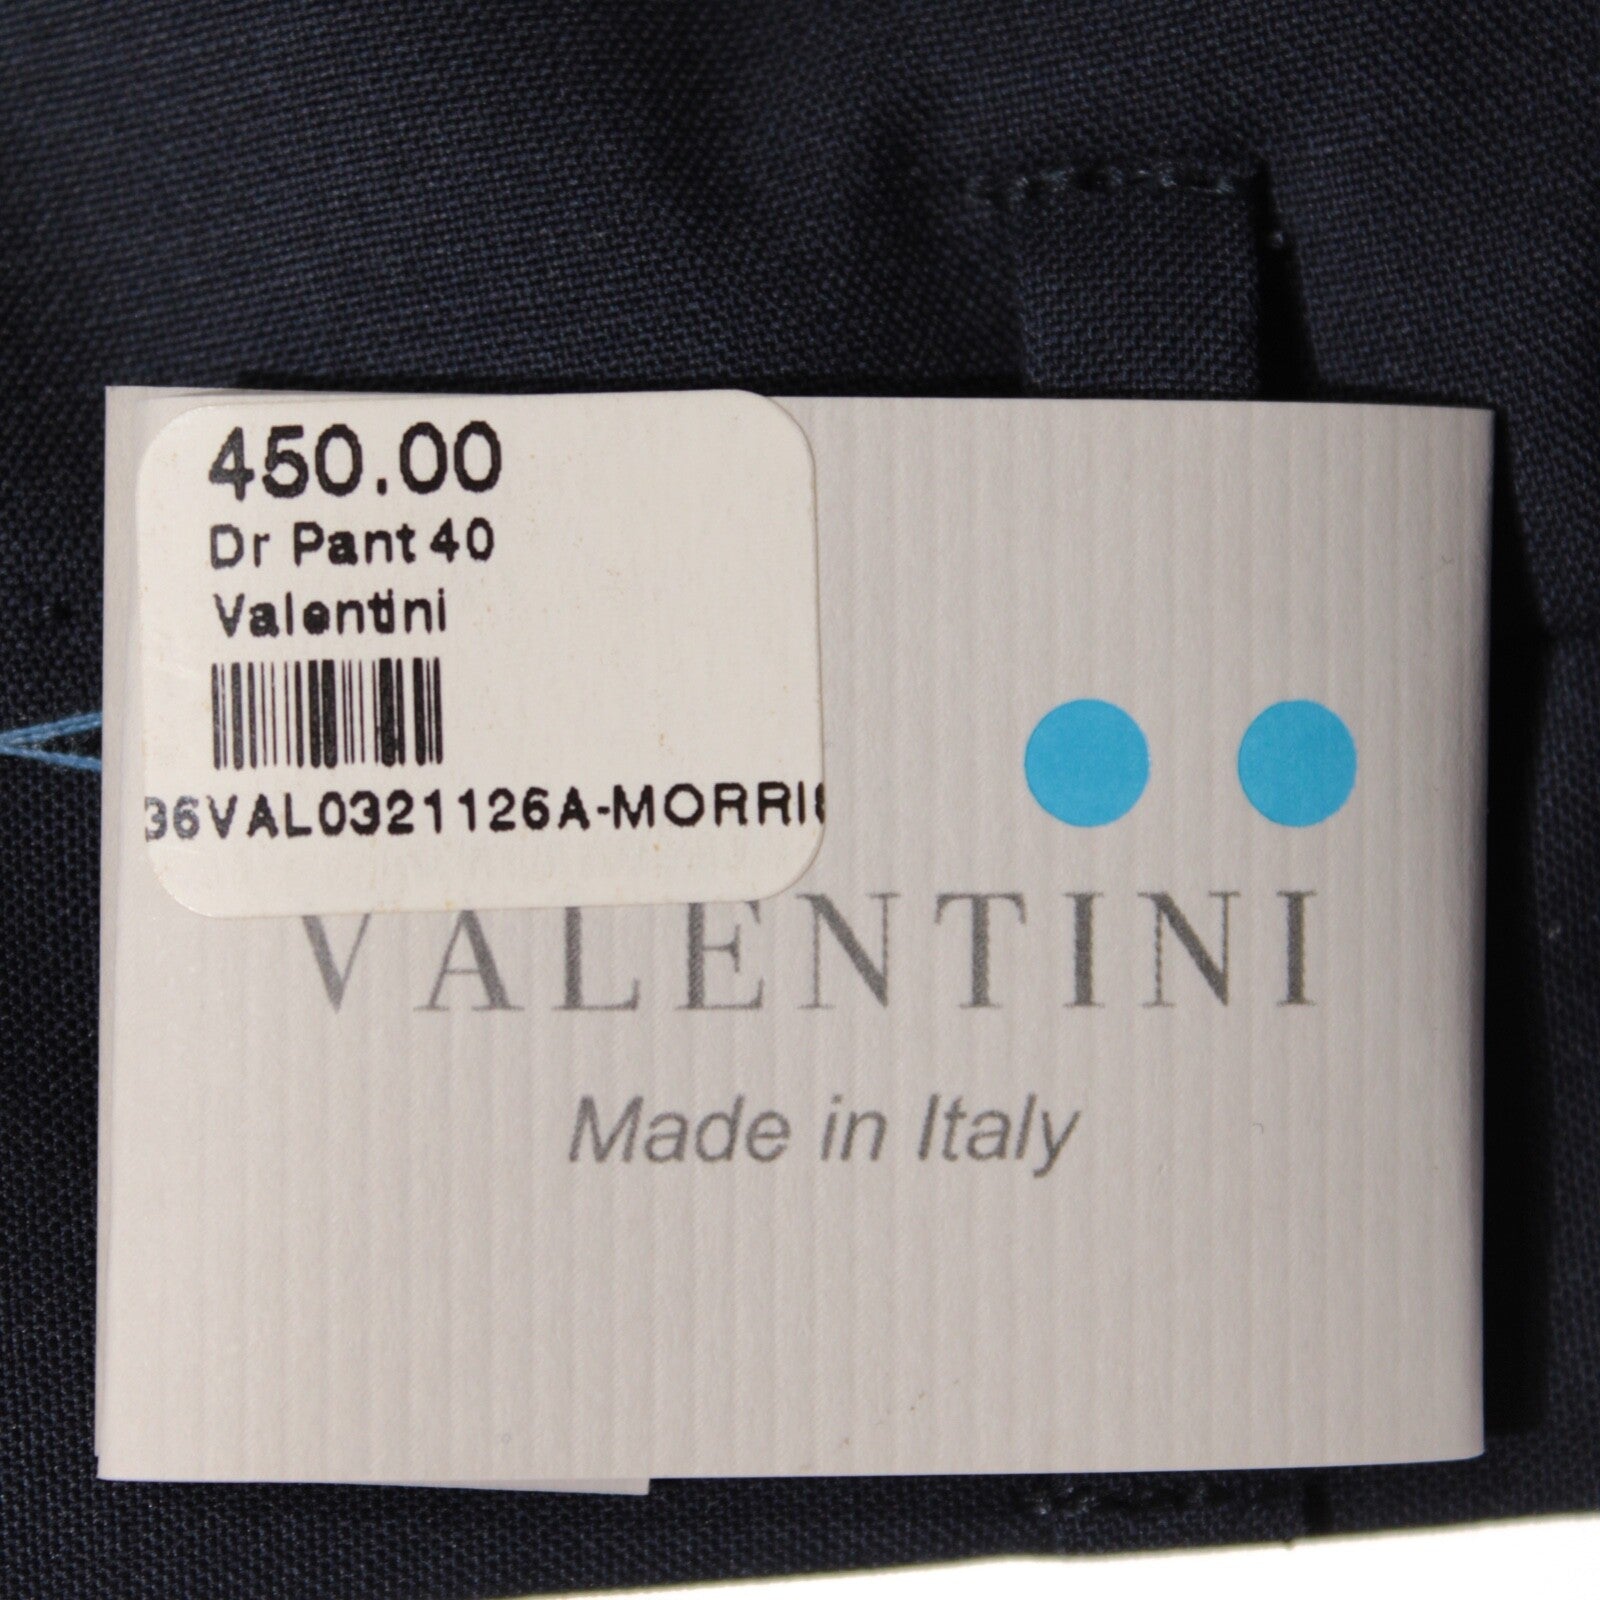 450.00
Dr Pant 40
Valentini
36VAL0321126A-MORRI
VALENTINI
Made in Italy